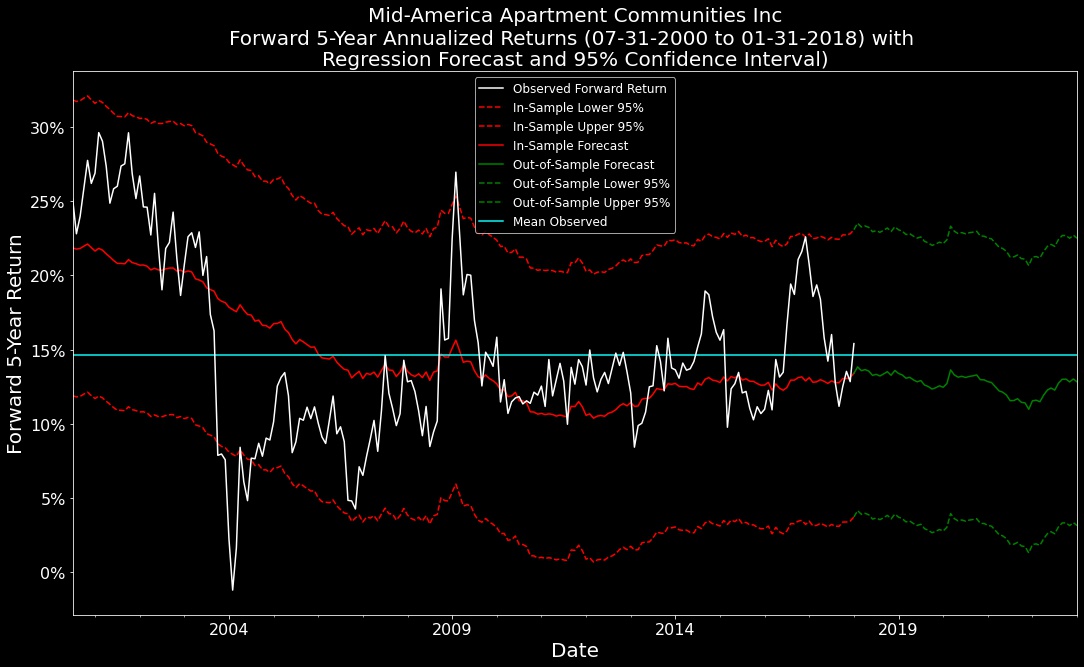 Mid-America Apartment Communities Inc
Forward 5-Year Annualized Returns (07-31-2000 to 01-31-2018) with
Regression Forecast and 95% Confidence Interval)
Observed Forward Return
In-Sample Lower 95%
In-Sample Upper 95%
In-Sample Forecast
Out-of-Sample Forecast
Out-of-Sample Lower 95%
Out-of-Sample Upper 95%
Mean Observed
Forward 5-Year Return
30%
25%
20%
15%
10%
5%
0%
2004
2009
2014
2019
Date